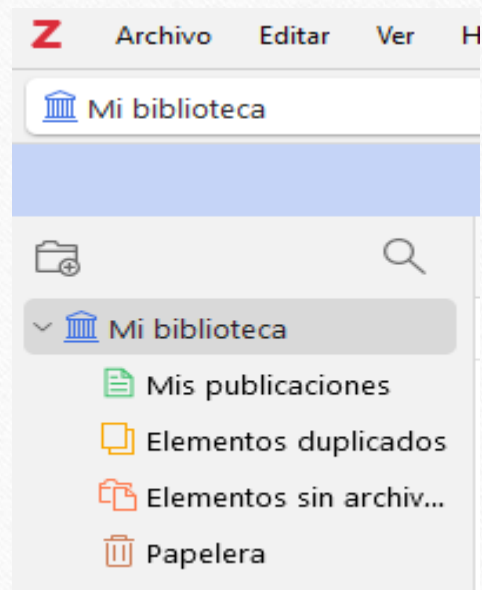 Z Archivo Editar Ver H
Mi biblioteca
Mi biblioteca
Mis publicaciones
Elementos duplicados
Elementos sin archiv...
Papelera